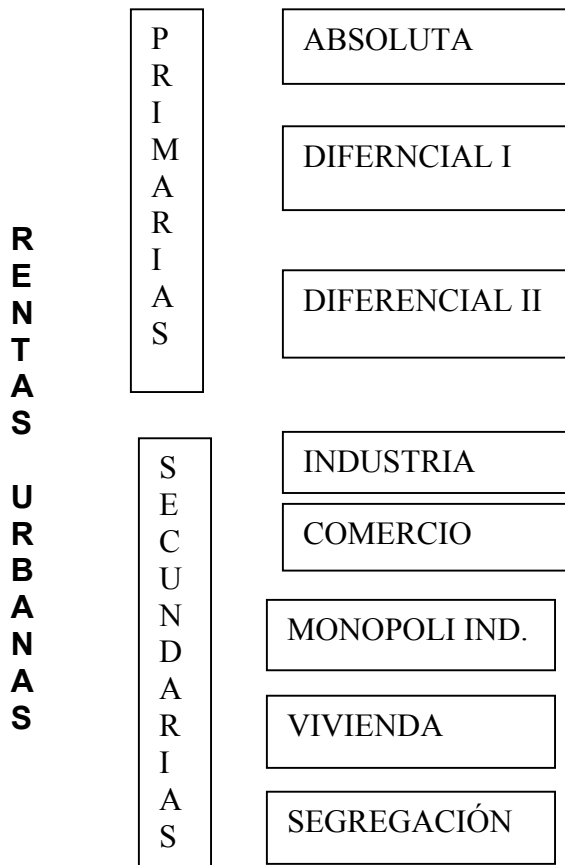 RENTAS URBANAS
PRIMARIAS
ABSOLUTA
DIFERNCIAL I
DIFERENCIAL II
SECUNDARIAS
INDUSTRIA
COMERCIO
MONOPOLI IND.
VIVIENDA
SEGREGACIÓN